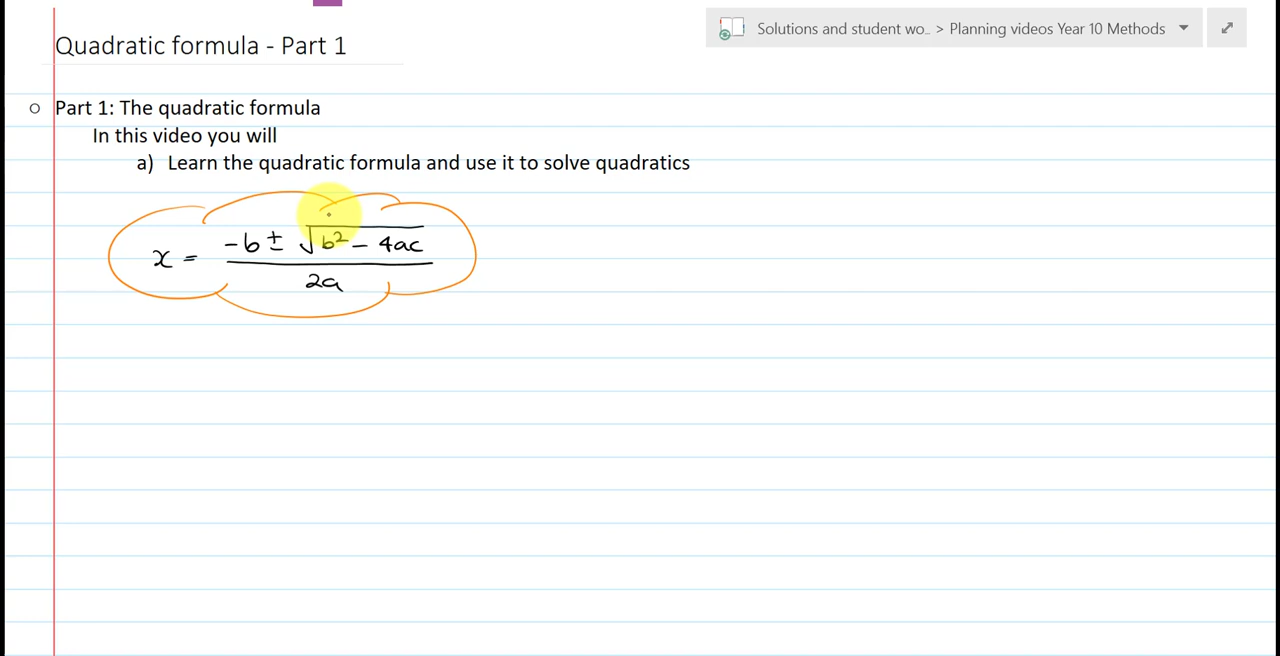 Solutions and student wo… > Planning videos Year 10 Methods
Quadratic formula - Part 1
Part 1: The quadratic formula
In this video you will
a) Learn the quadratic formula and use it to solve quadratics
x = (-b ± √(b² - 4ac)) / 2a